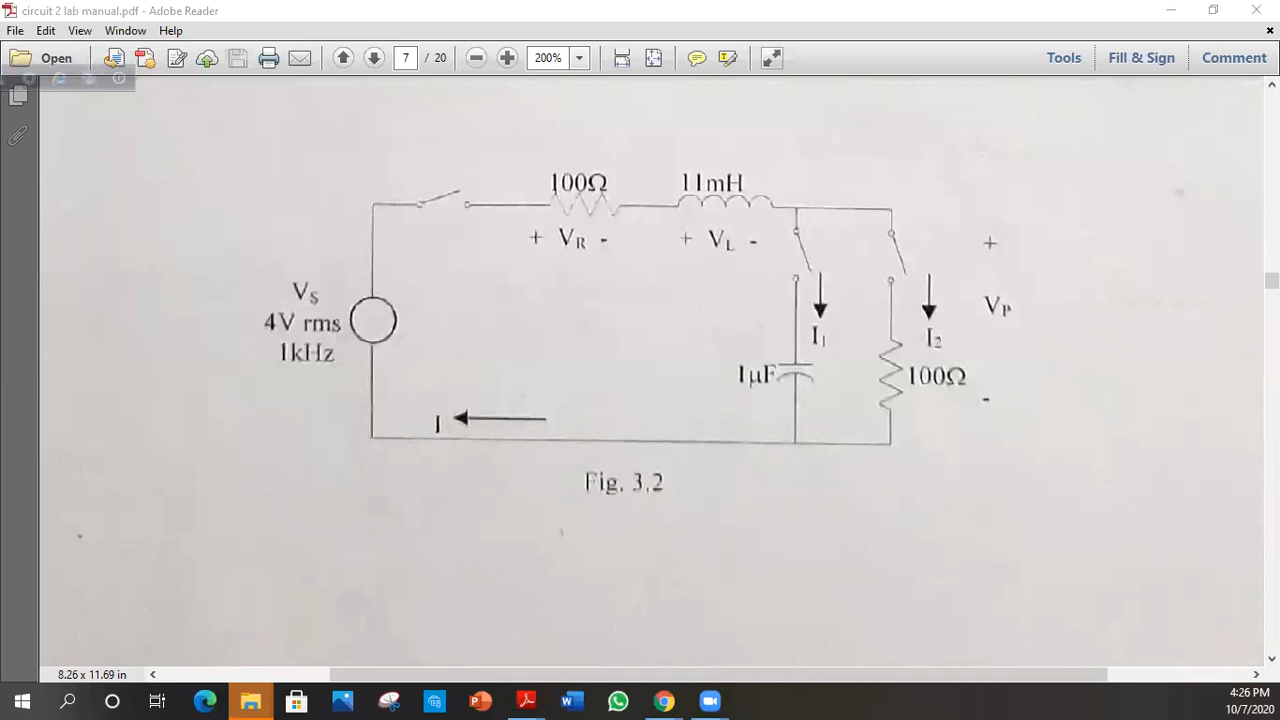 circuit 2 lab manual.pdf - Adobe Reader
File Edit View Window Help
Open 7 / 20 200% Tools Fill & Sign Comment
100Ω 11mH
+ VR - + VL - +
VS
4V rms
1kHz
VP
I1 I2
1μF 100Ω
-
I
Fig. 3.2
8.26 x 11.69 in
4:26 PM
10/7/2020